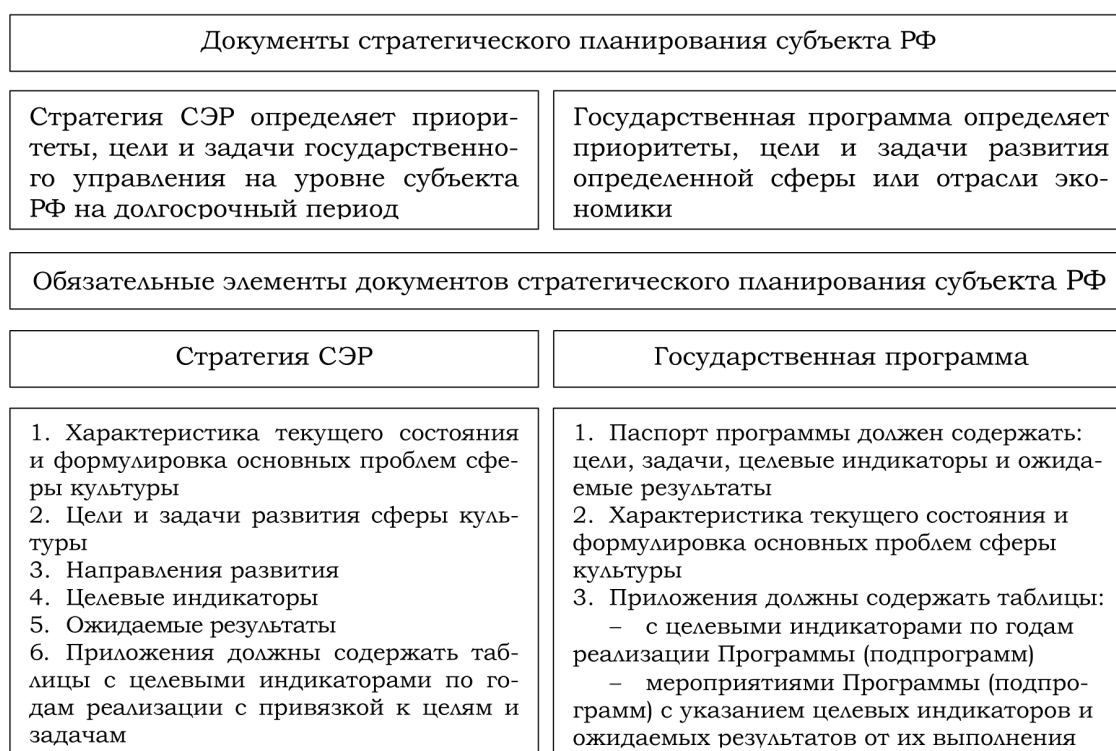 Документы стратегического планирования субъекта РФ
Стратегия СЭР определяет приори-
теты, цели и задачи государственно-
го управления на уровне субъекта
РФ на долгосрочный период
Государственная программа определяет
приоритеты, цели и задачи развития
определенной сферы или отрасли эко-
номики
Обязательные элементы документов стратегического планирования субъекта РФ
Стратегия СЭР
Государственная программа
1. Характеристика текущего состояния
и формулировка основных проблем сфе-
ры культуры
2. Цели и задачи развития сферы куль-
туры
3. Направления развития
4. Целевые индикаторы
5. Ожидаемые результаты
6. Приложения должны содержать таб-
лицы с целевыми индикаторами по го-
дам реализации с привязкой к целям и
задачам
1. Паспорт программы должен содержать:
цели, задачи, целевые индикаторы и ожида-
емые результаты
2. Характеристика текущего состояния и
формулировка основных проблем сферы
культуры
3. Приложения должны содержать таблицы:
– с целевыми индикаторами по годам
реализации Программы (подпрограмм)
– мероприятиями Программы (подпро-
грамм) с указанием целевых индикаторов и
ожидаемых результатов от их выполнения